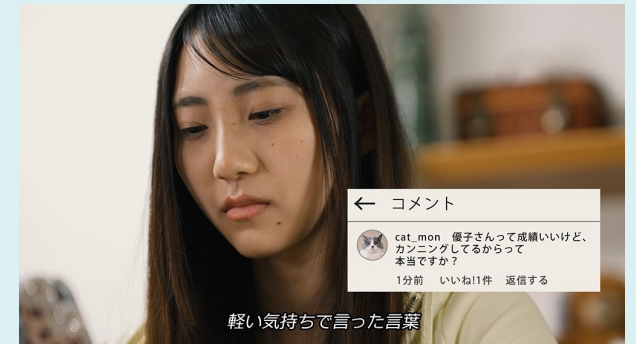 ← コメント
cat_mon 優子さんって成績いいけど、
カンニングしてるからって
本当ですか？
1分前 いいね!1件 返信する
軽い気持ちで言った言葉